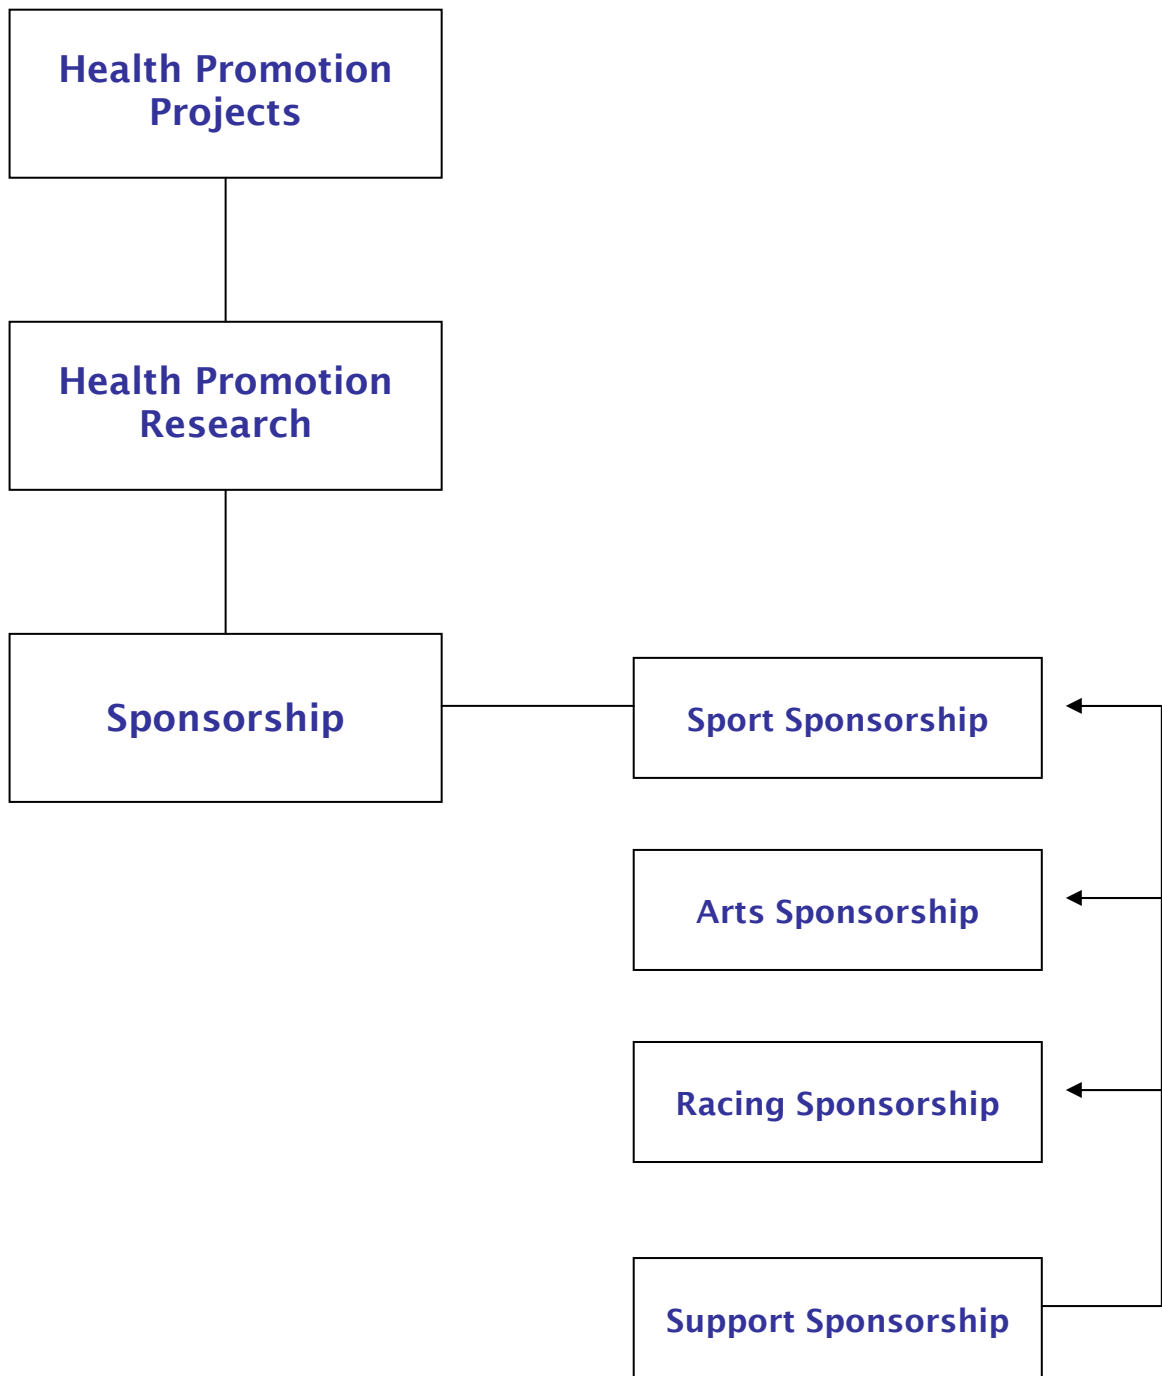 Health Promotion
Projects
Health Promotion
Research
Sponsorship
Sport Sponsorship
Arts Sponsorship
Racing Sponsorship
Support Sponsorship